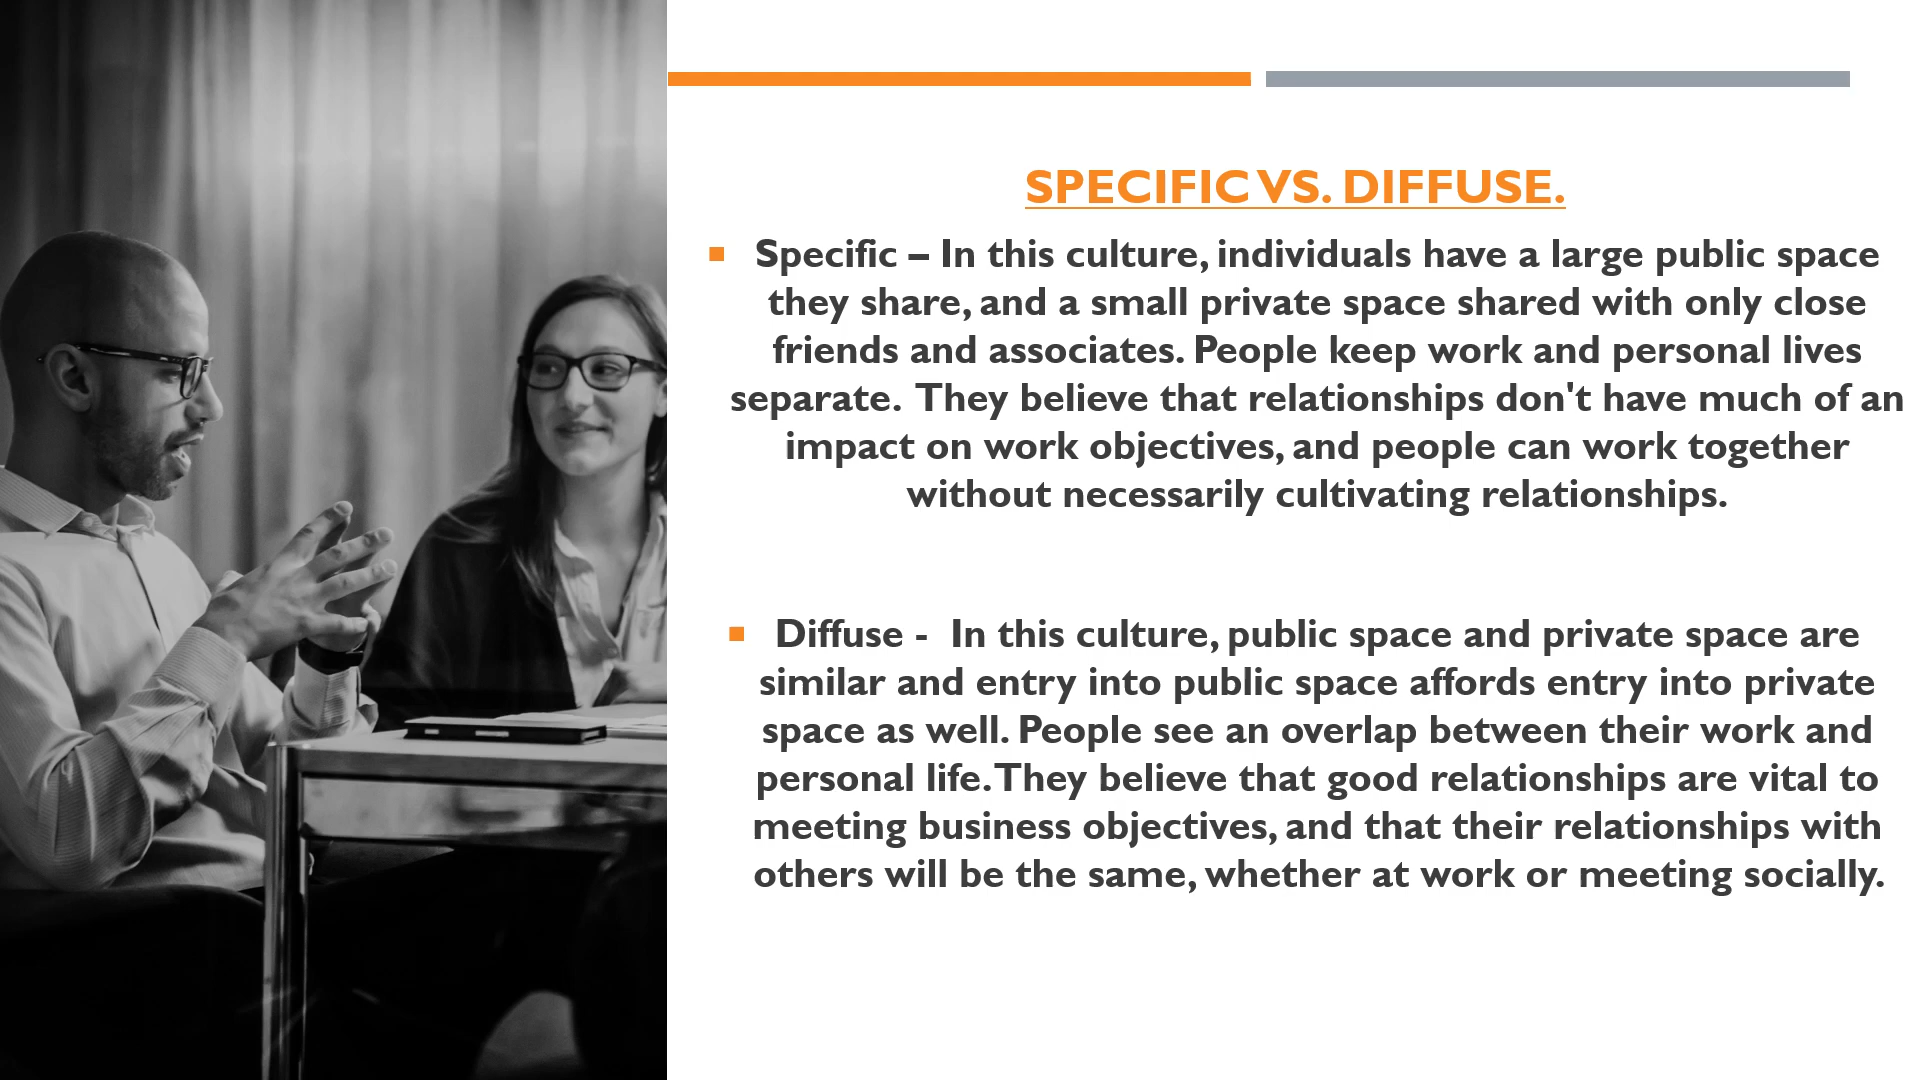 SPECIFIC VS. DIFFUSE.
Specific – In this culture, individuals have a large public space
they share, and a small private space shared with only close
friends and associates. People keep work and personal lives
separate.  They believe that relationships don't have much of an
impact on work objectives, and people can work together
without necessarily cultivating relationships.
Diffuse -  In this culture, public space and private space are
similar and entry into public space affords entry into private
space as well. People see an overlap between their work and
personal life. They believe that good relationships are vital to
meeting business objectives, and that their relationships with
others will be the same, whether at work or meeting socially.